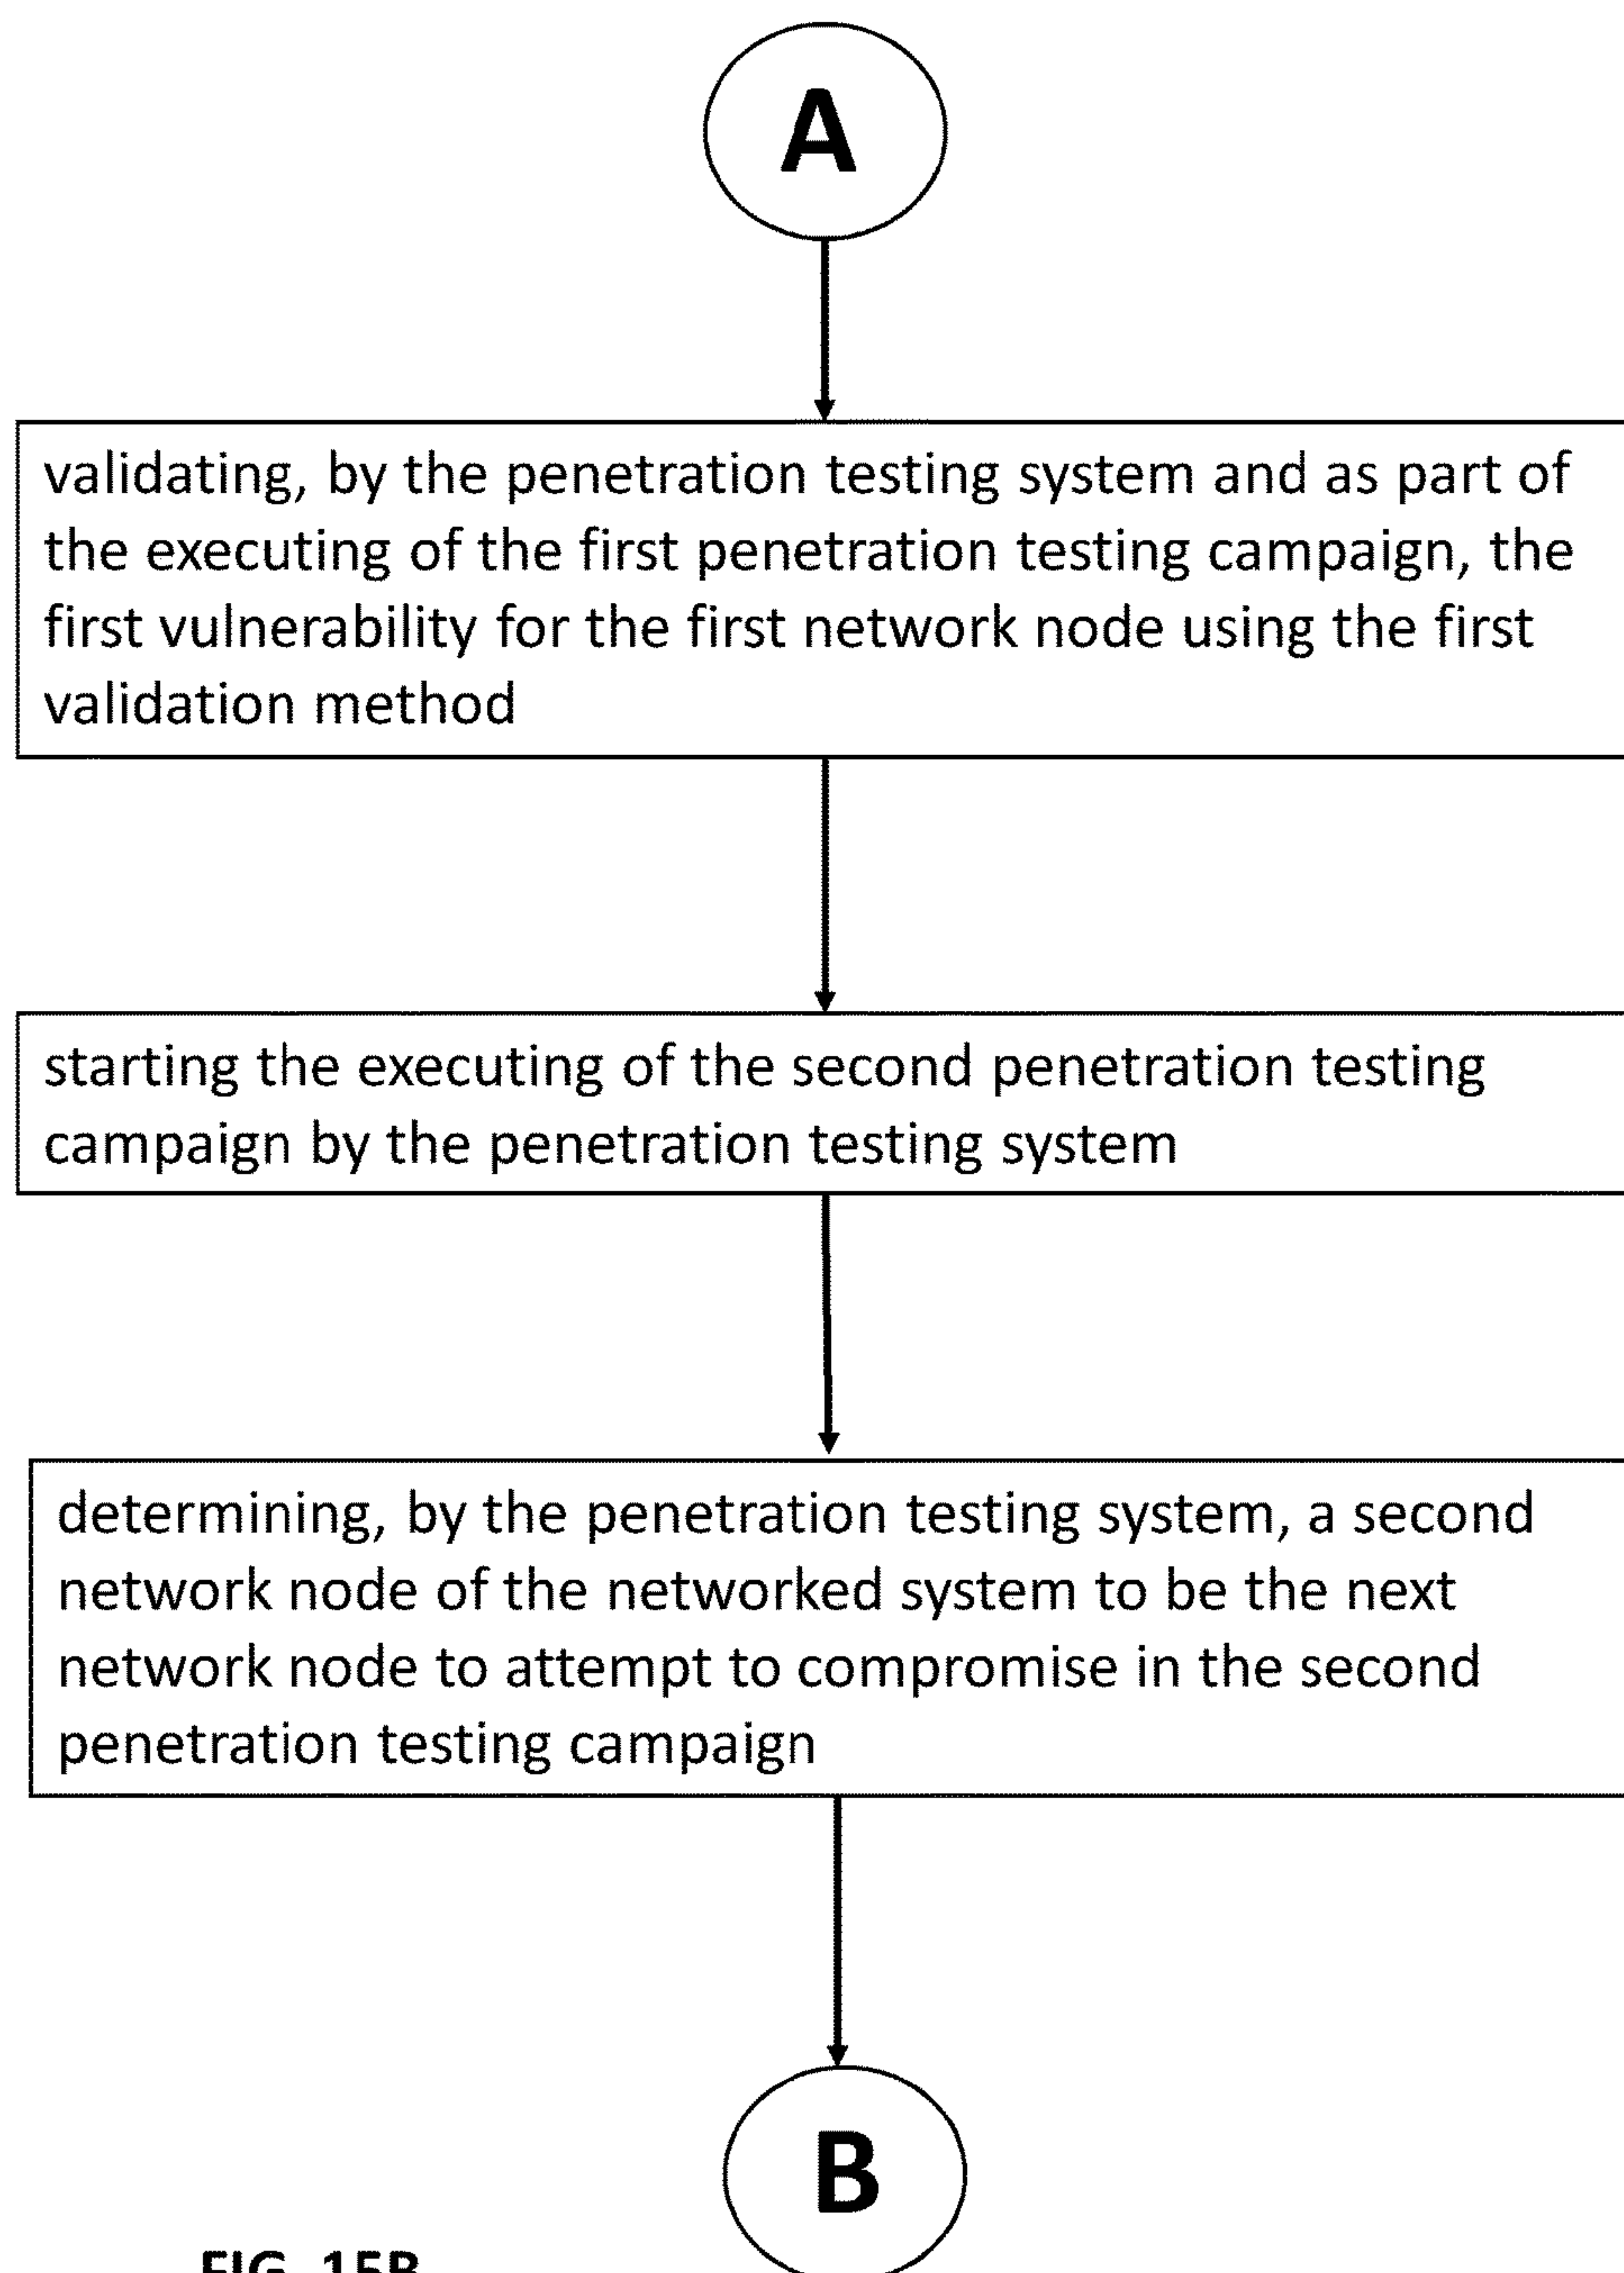 A
validating, by the penetration testing system and as part of
the executing of the first penetration testing campaign, the
first vulnerability for the first network node using the first
validation method
starting the executing of the second penetration testing
campaign by the penetration testing system
determining, by the penetration testing system, a second
network node of the networked system to be the next
network node to attempt to compromise in the second
penetration testing campaign
B
FIG. 15B